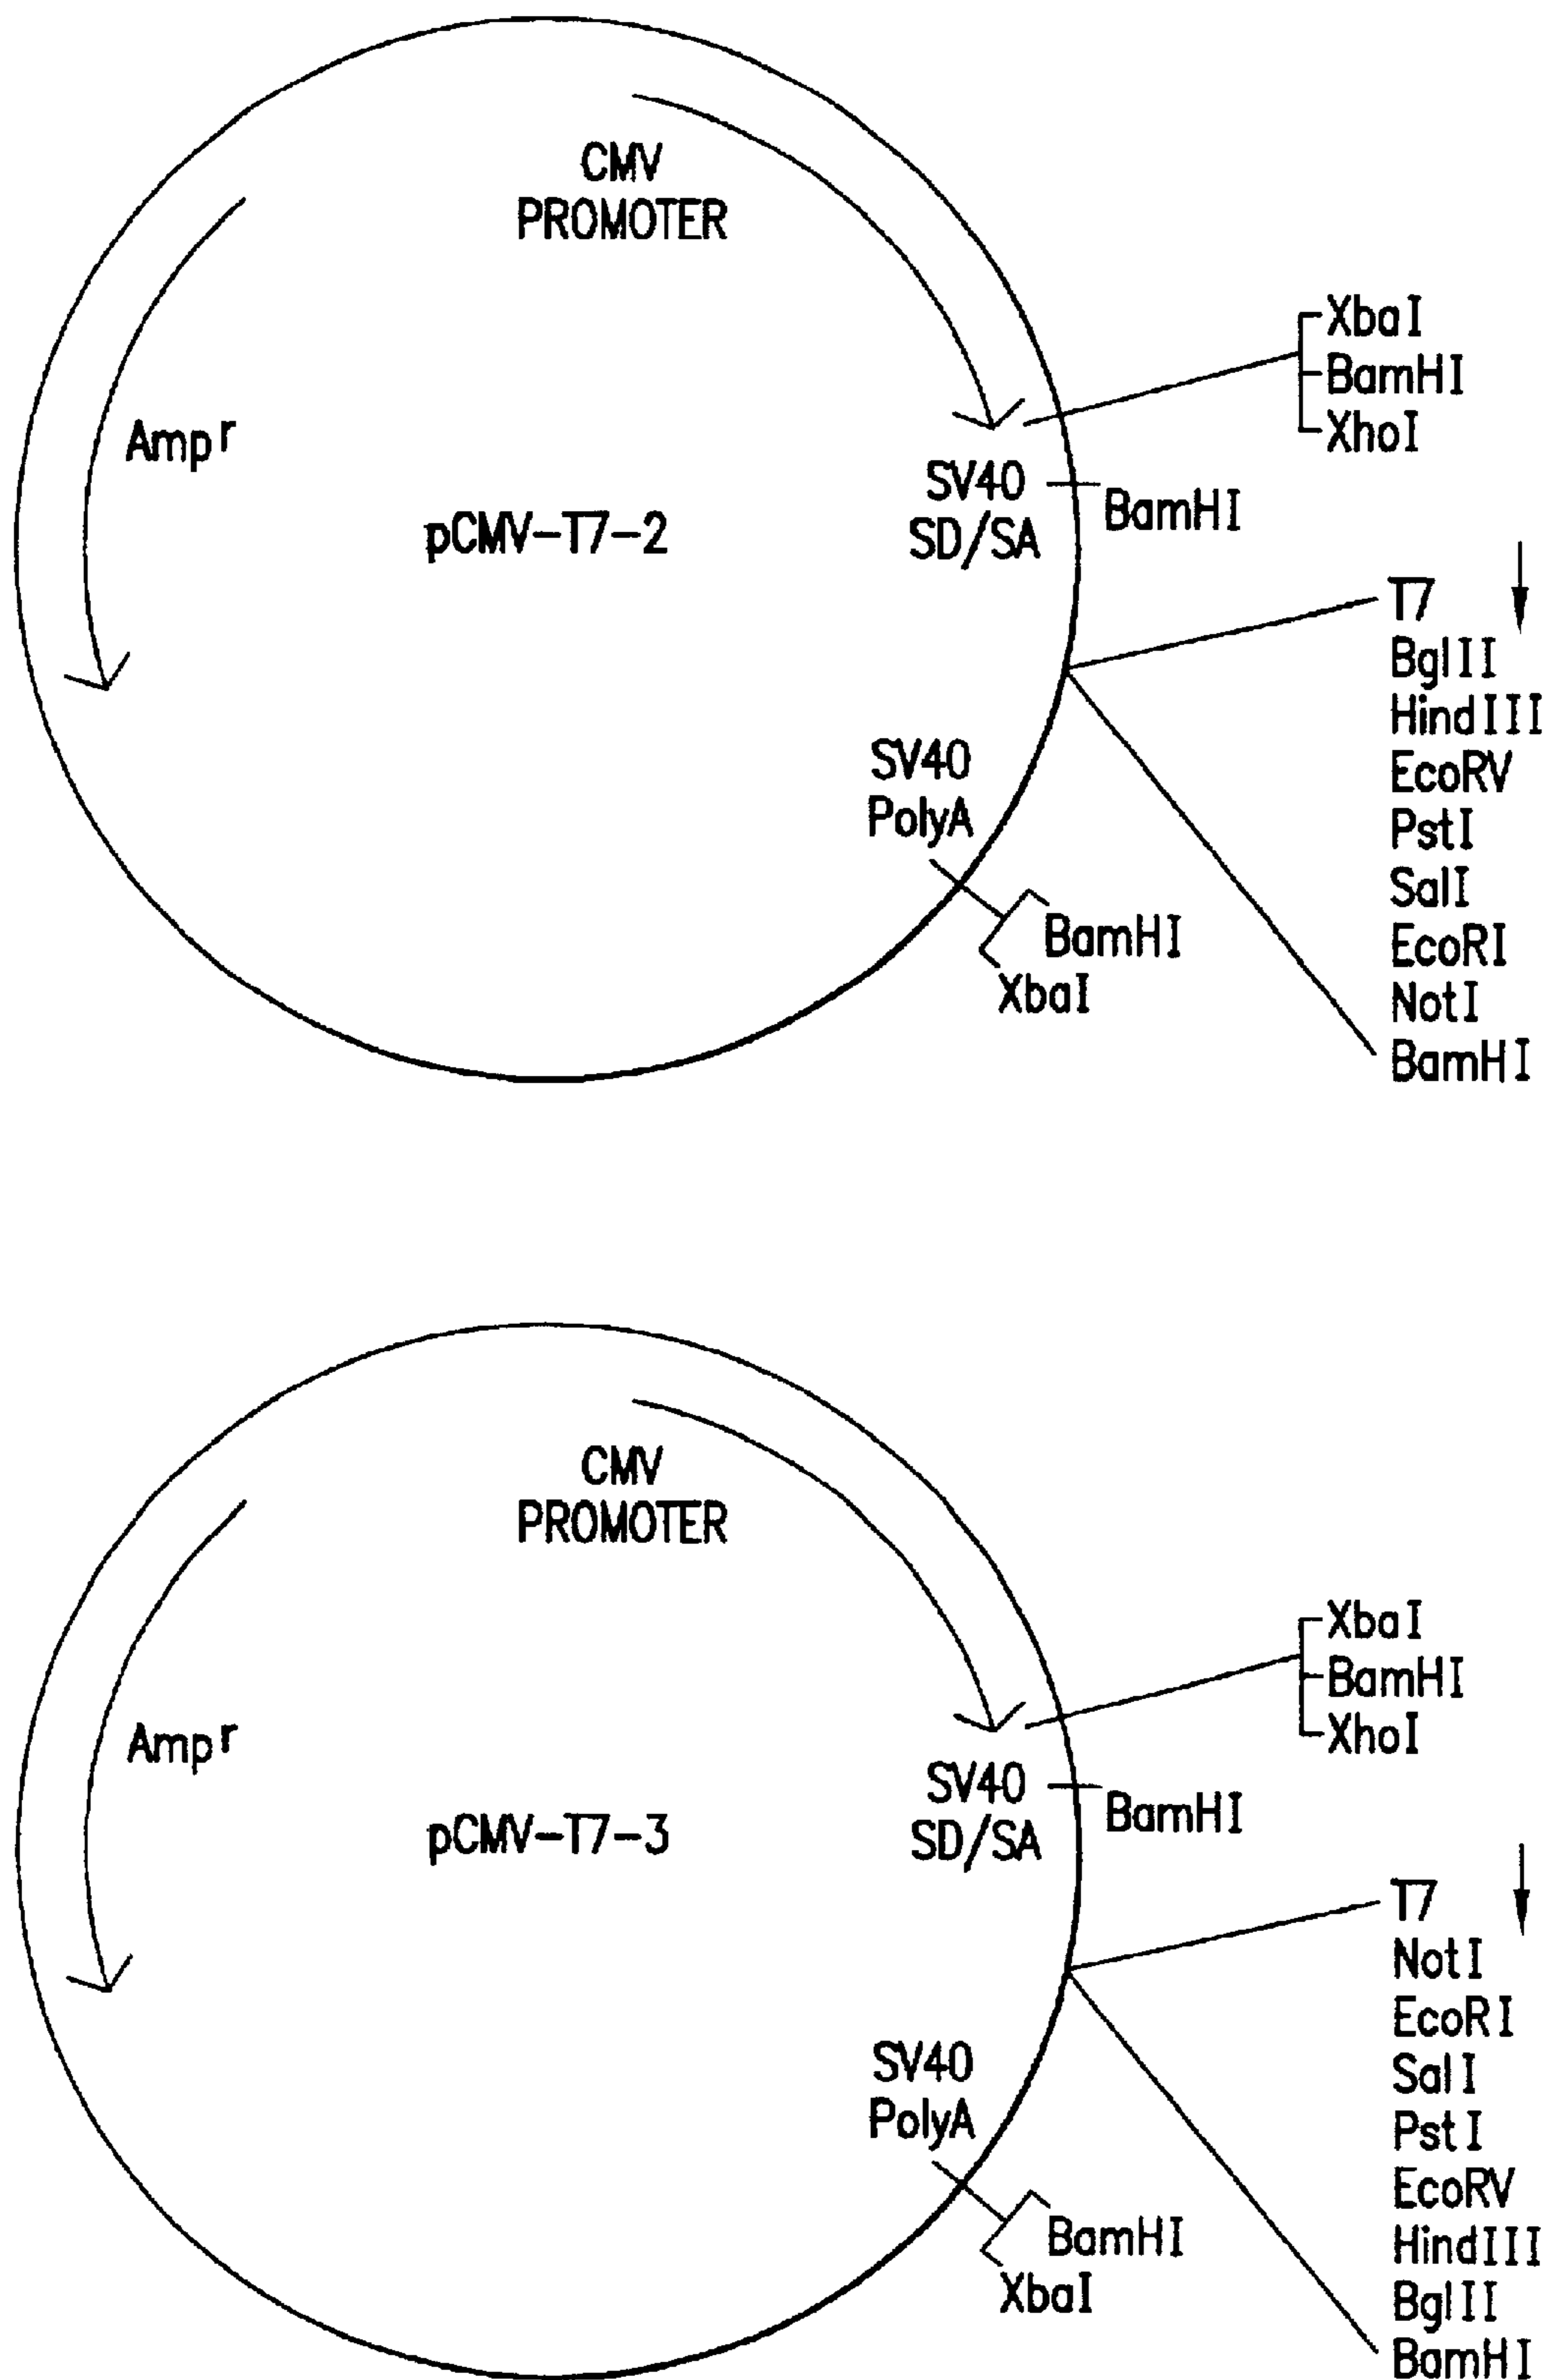 CMV
PROMOTER
Ampr
pCMV-T7-2
XbaI
BamHI
XhoI
SV40
SD/SA
BamHI
T7
BglII
HindIII
EcoRV
PstI
SalI
EcoRI
NotI
BamHI
SV40
PolyA
BamHI
XbaI
CMV
PROMOTER
Ampr
pCMV-T7-3
XbaI
BamHI
XhoI
SV40
SD/SA
BamHI
T7
NotI
EcoRI
SalI
PstI
EcoRV
HindIII
BglII
BamHI
SV40
PolyA
BamHI
XbaI